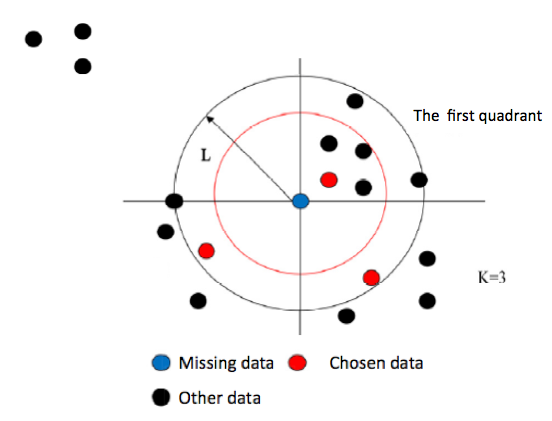 The first quadrant
L
K=3
Missing data
Chosen data
Other data